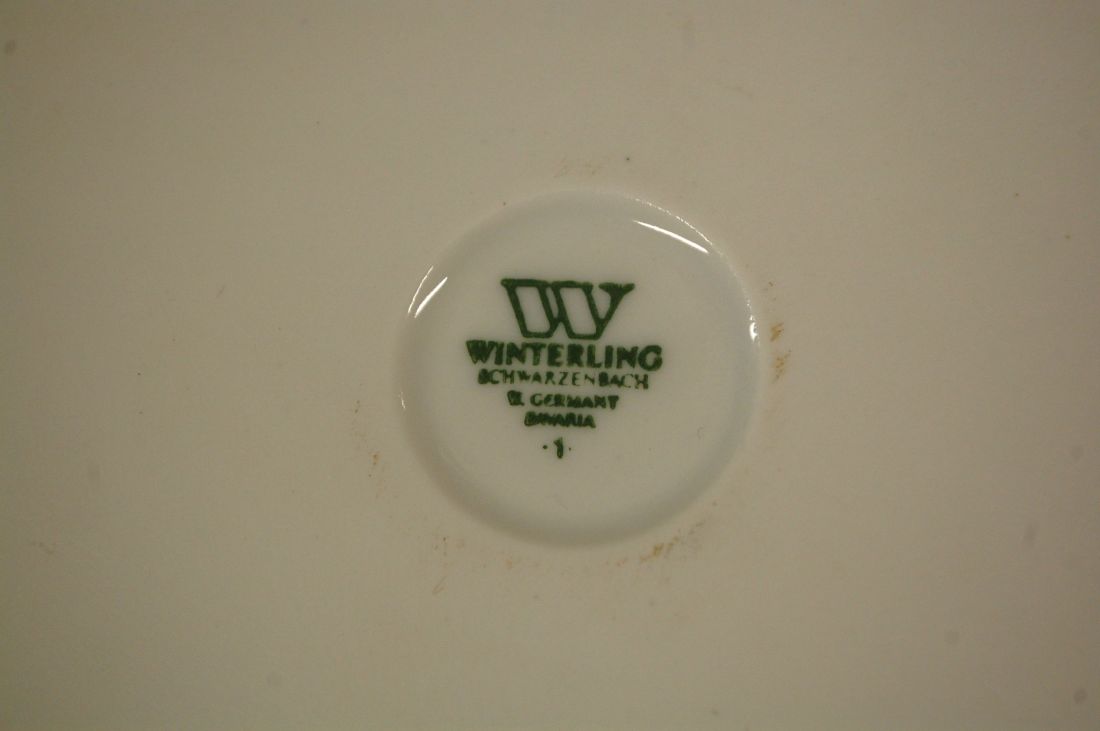 W
WINTERLING
SCHWARZENBACH
W. GERMANY
BAVARIA
·1·